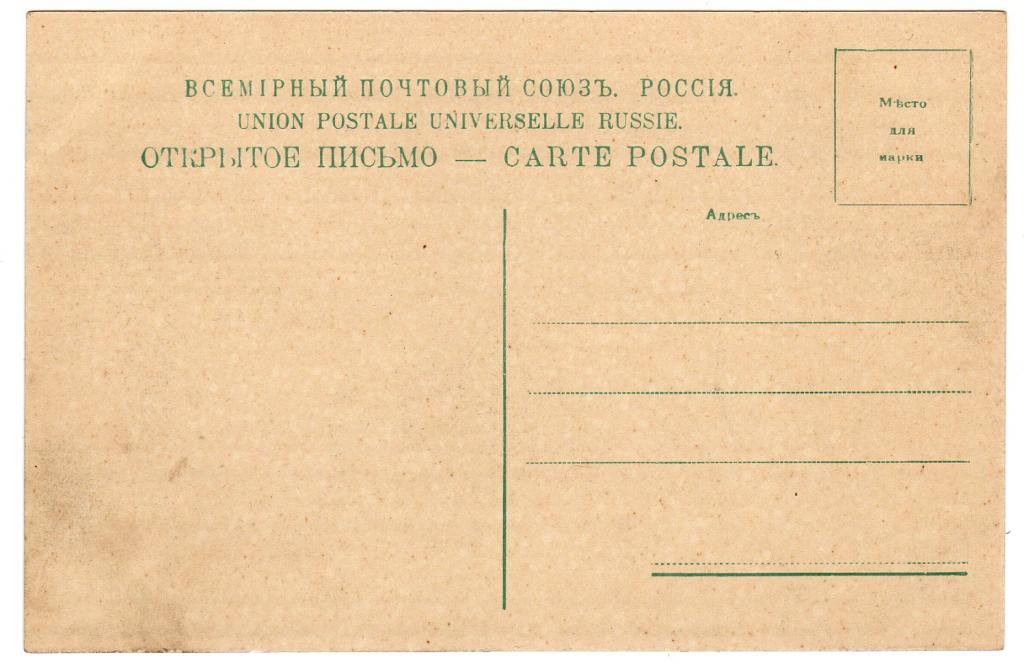 ВСЕМІРНЫЙ ПОЧТОВЫЙ СОЮЗЪ. РОССІЯ.
UNION POSTALE UNIVERSELLE RUSSIE.
ОТКРЫТОЕ ПИСЬМО — CARTE POSTALE.
Мѣсто
для
марки
Адресъ